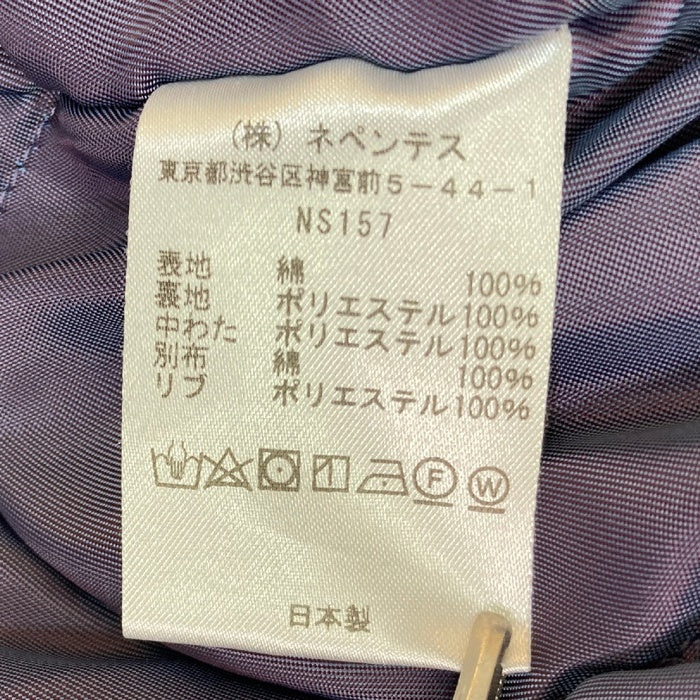 (株) ネペンテス
東京都渋谷区神宮前5-44-1
NS157
表地 綿 100%
裏地 ポリエステル100%
中わた ポリエステル100%
別布 綿 100%
リブ ポリエステル100%
F W
日本製